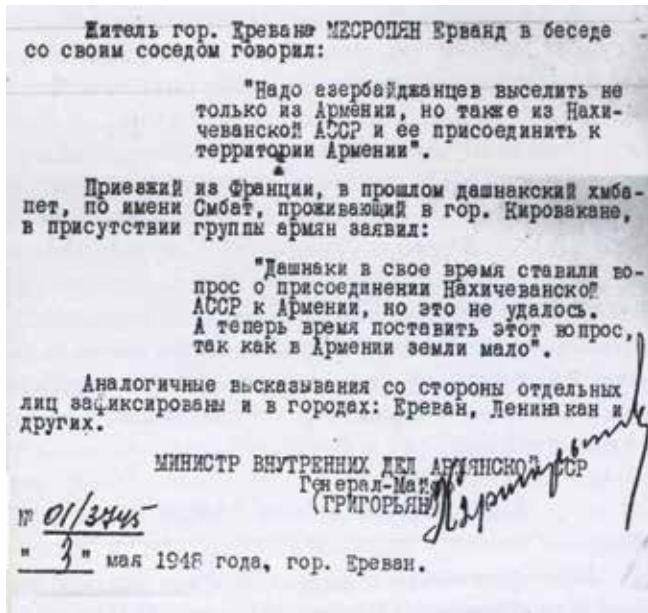 Житель гор. Еревана МЕСРОПЯН Ерванд в беседе
со своим соседом говорил:
"Надо азербайджанцев выселить не
только из Армении, но также из Нахи-
чеванской АССР и ее присоединить к
территории Армении".
Приезжий из Франции, в прошлом дашнакский хмба-
пет, по имени Смбат, проживающий в гор. Кировакане,
в присутствии группы армян заявил:
"Дашнаки в свое время ставили во-
прос о присоединении Нахичеванской
АССР к Армении, но это не удалось.
А теперь время поставить этот вопрос,
так как в Армении земли мало".
Аналогичные высказывания со стороны отдельных
лиц зафиксированы и в городах: Ереван, Ленинакан и
других.
МИНИСТР ВНУТРЕННИХ ДЕЛ АРМЯНСКОЙ ССР
Генерал-Майор
(ГРИГОРЬЯН)
№ 01/3745
" 3 " мая 1948 года, гор. Ереван.